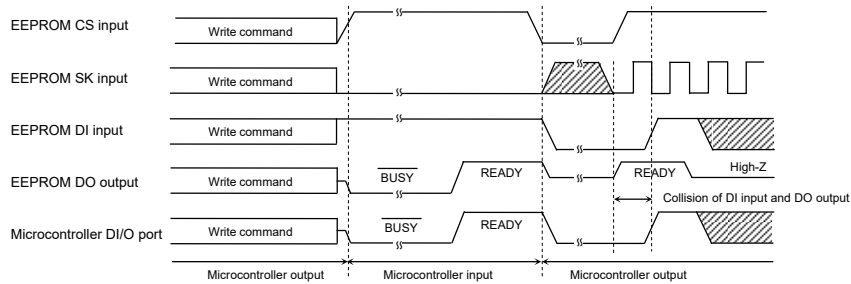 EEPROM CS input
Write command
EEPROM SK input
Write command
EEPROM DI input
Write command
EEPROM DO output
Write command
BUSY
READY
READY
High-Z
Collision of DI input and DO output
Microcontroller DI/O port
Write command
BUSY
READY
Microcontroller output
Microcontroller input
Microcontroller output